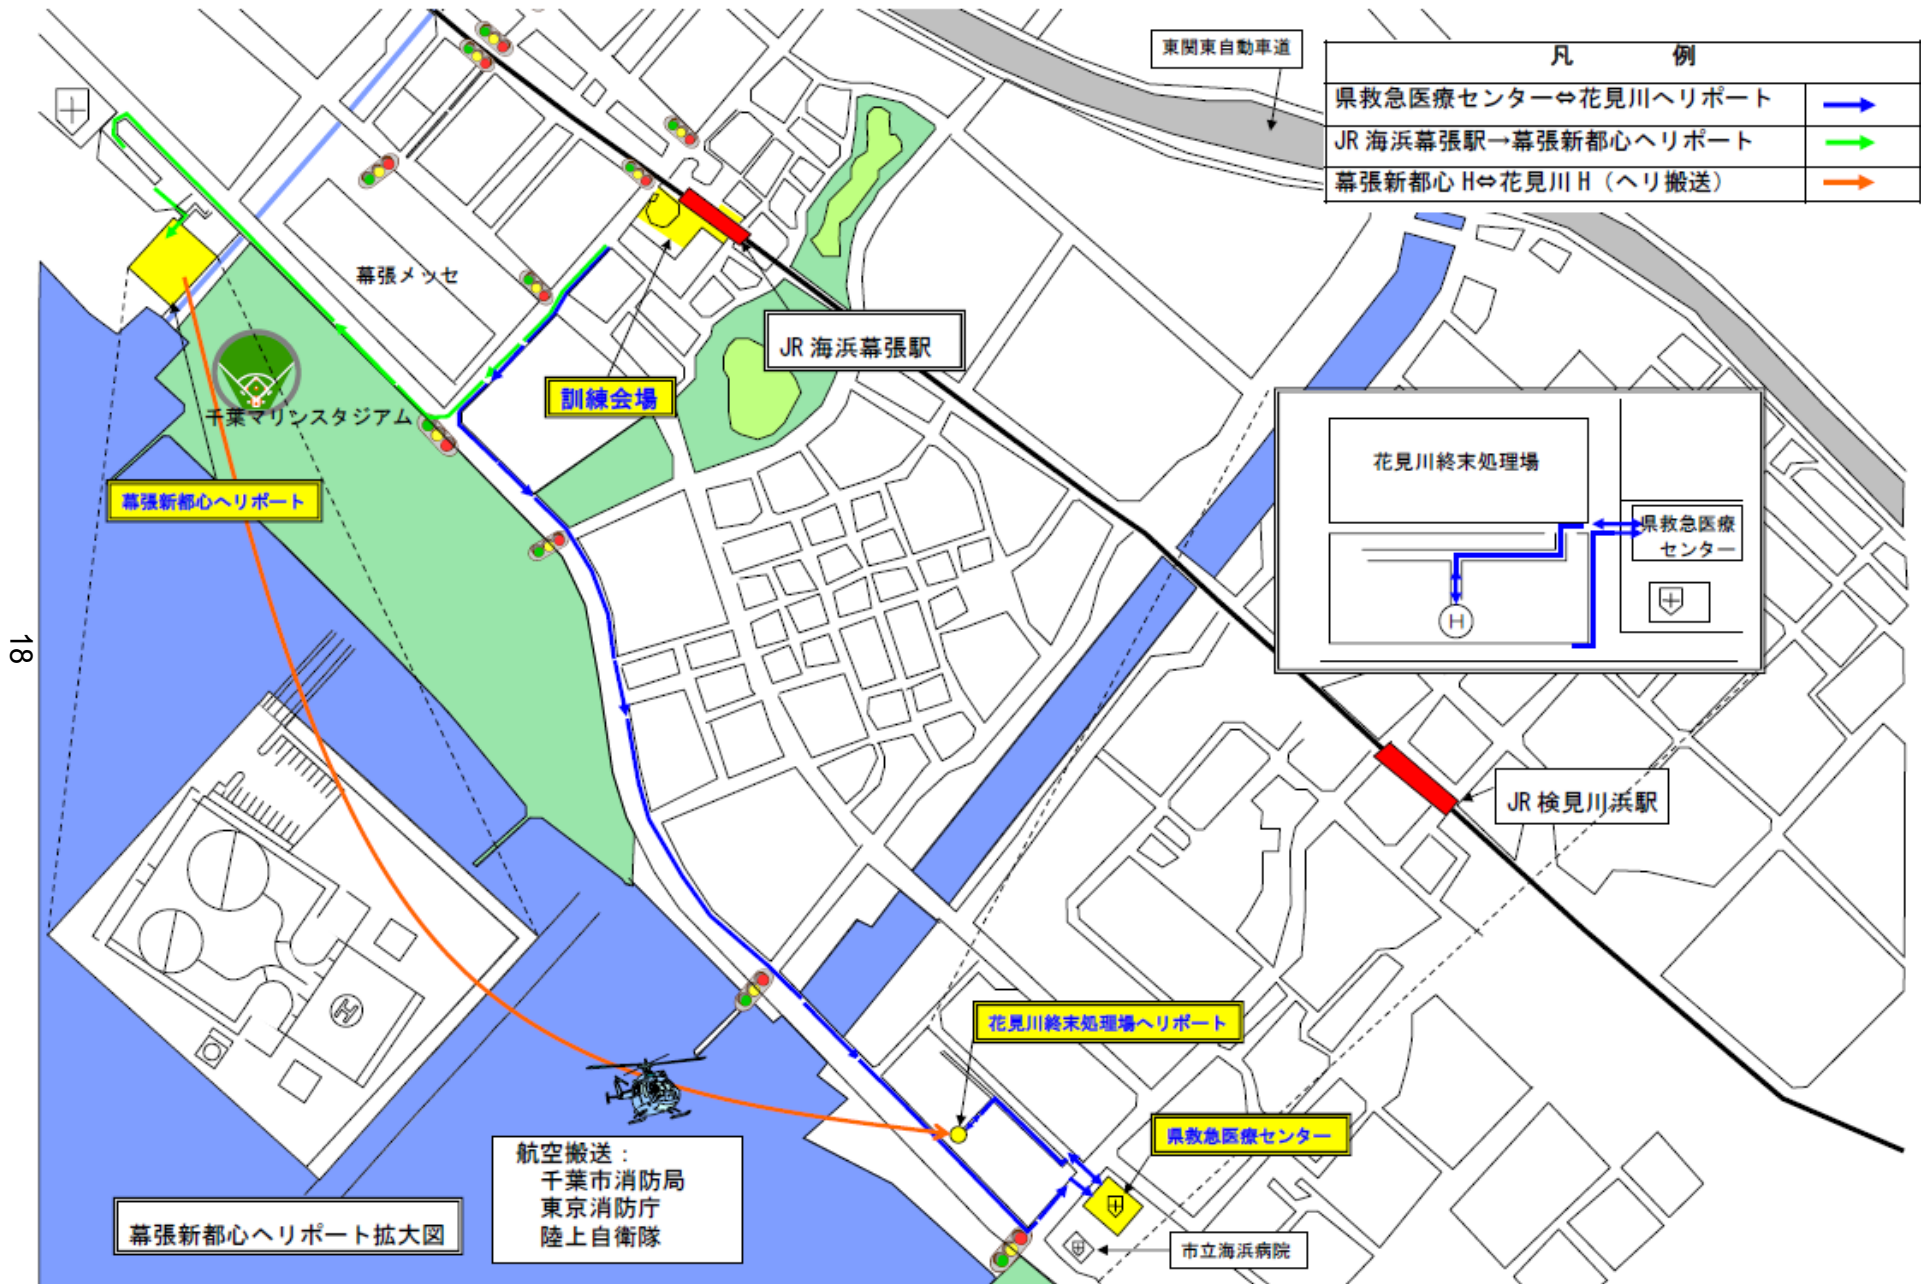 東関東自動車道
凡 例
県救急医療センター⇔花見川ヘリポート
JR 海浜幕張駅→幕張新都心ヘリポート
幕張新都心 H⇔花見川 H（ヘリ搬送）
幕張メッセ
JR 海浜幕張駅
訓練会場
千葉マリンスタジアム
幕張新都心ヘリポート
花見川終末処理場
県救急医療
センター
H
18
JR 検見川浜駅
H
花見川終末処理場ヘリポート
県救急医療センター
航空搬送：
千葉市消防局
東京消防庁
陸上自衛隊
幕張新都心ヘリポート拡大図
市立海浜病院